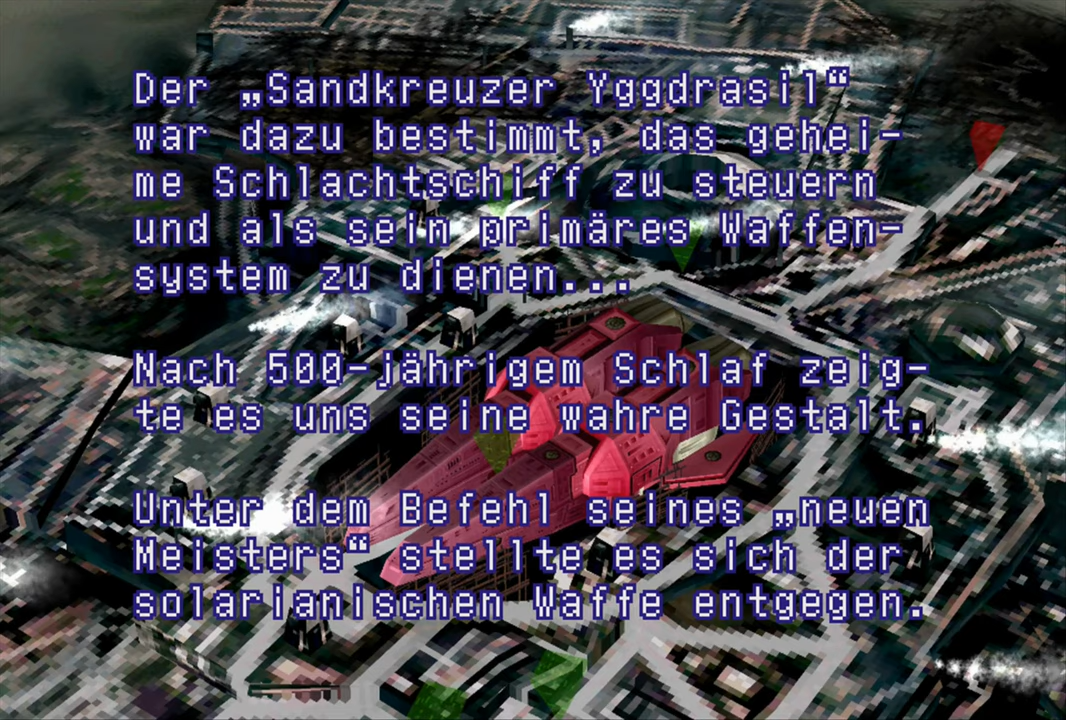 Der „Sandkreuzer Yggdrasil“
war dazu bestimmt, das gehei-
me Schlachtschiff zu steuern
und als sein primäres Waffen-
system zu dienen...
Nach 500-jährigem Schlaf zeig-
te es uns seine wahre Gestalt.
Unter dem Befehl seines „neuen
Meisters“ stellte es sich der
solarianischen Waffe entgegen.